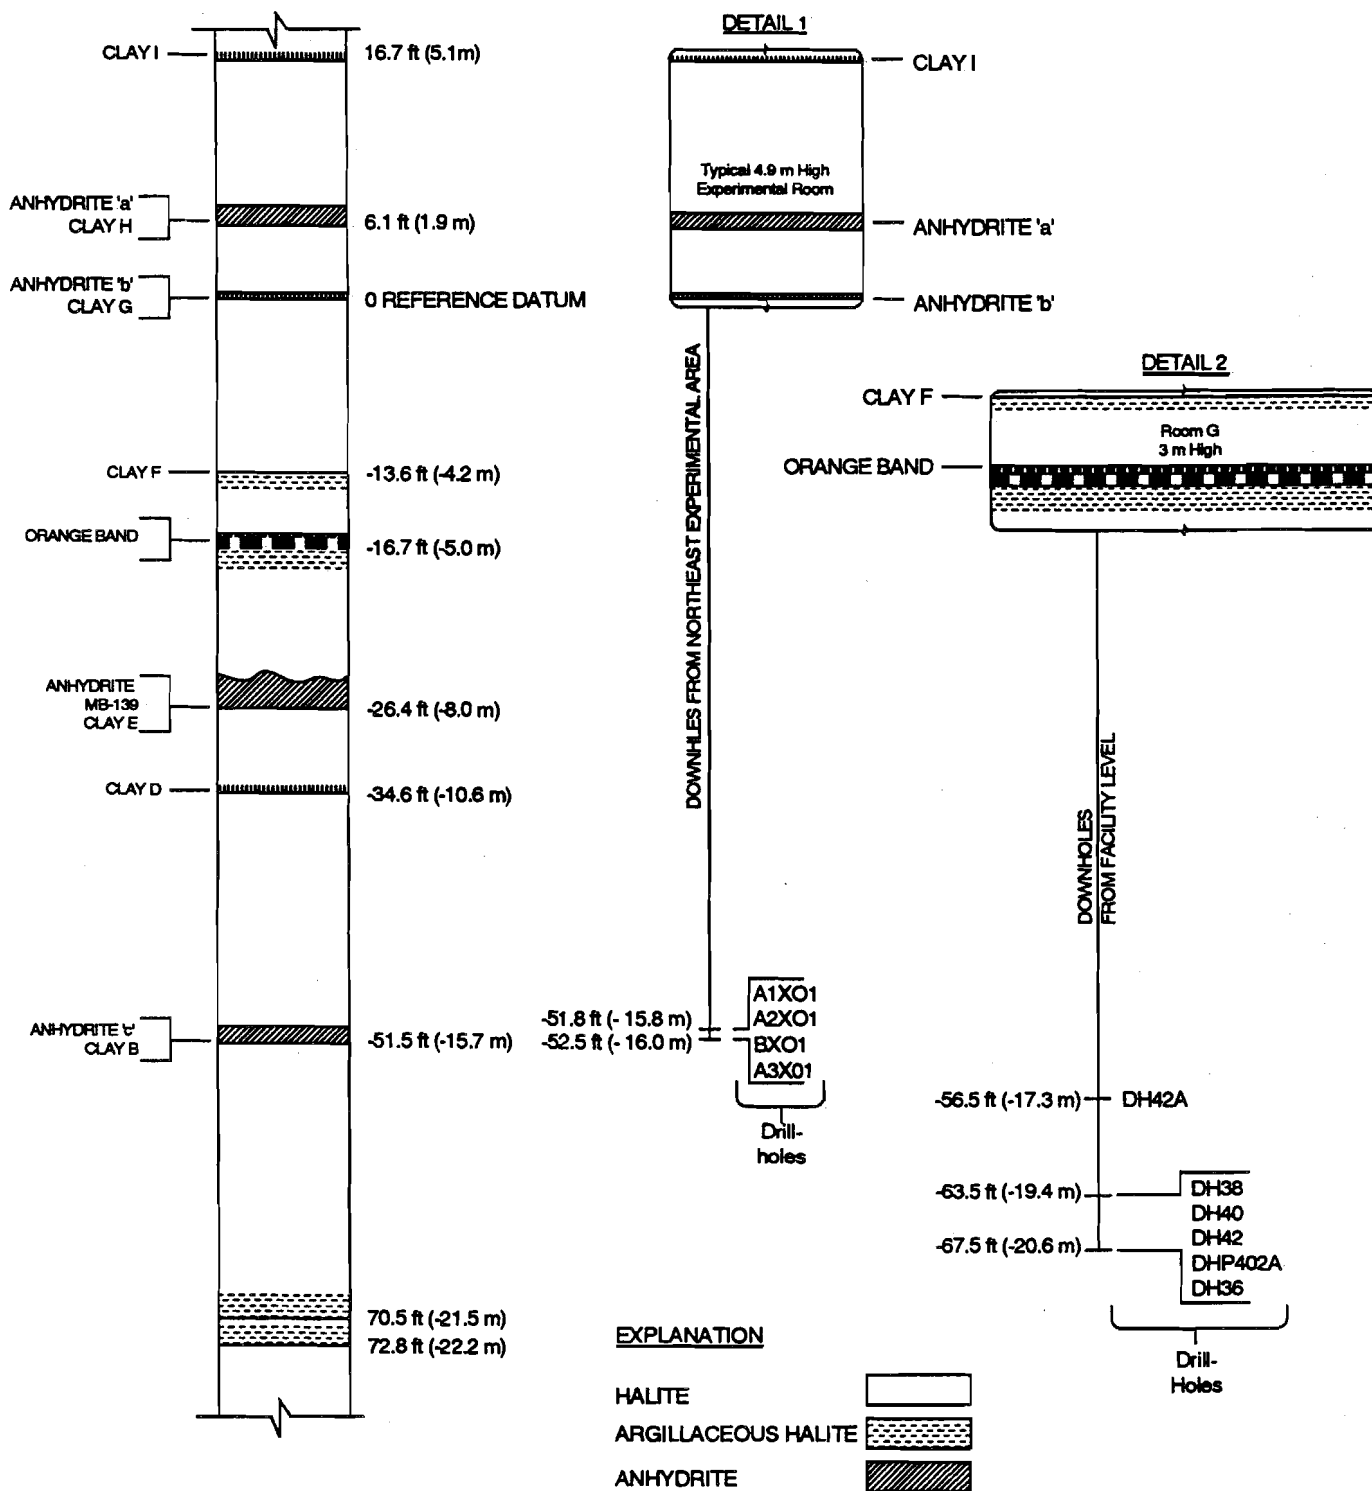 CLAY I
16.7 ft (5.1m)
ANHYDRITE 'a'
CLAY H
6.1 ft (1.9 m)
ANHYDRITE 'b'
CLAY G
0 REFERENCE DATUM
CLAY F
-13.6 ft (-4.2 m)
ORANGE BAND
-16.7 ft (-5.0 m)
ANHYDRITE
MB-139
CLAY E
-26.4 ft (-8.0 m)
CLAY D
-34.6 ft (-10.6 m)
ANHYDRITE 'c'
CLAY B
-51.5 ft (-15.7 m)
70.5 ft (-21.5 m)
72.8 ft (-22.2 m)
DETAIL 1
CLAY I
Typical 4.9 m High
Experimental Room
ANHYDRITE 'a'
ANHYDRITE 'b'
DOWNHLES FROM NORTHEAST EXPERIMENTAL AREA
-51.8 ft (- 15.8 m)
-52.5 ft (- 16.0 m)
A1XO1
A2XO1
BXO1
A3X01
Drill-
holes
DETAIL 2
CLAY F
Room G
3 m High
ORANGE BAND
DOWNHOLES
FROM FACILITY LEVEL
-56.5 ft (-17.3 m)
DH42A
-63.5 ft (-19.4 m)
-67.5 ft (-20.6 m)
DH38
DH40
DH42
DHP402A
DH36
Drill-
Holes
EXPLANATION
HALITE
ARGILLACEOUS HALITE
ANHYDRITE